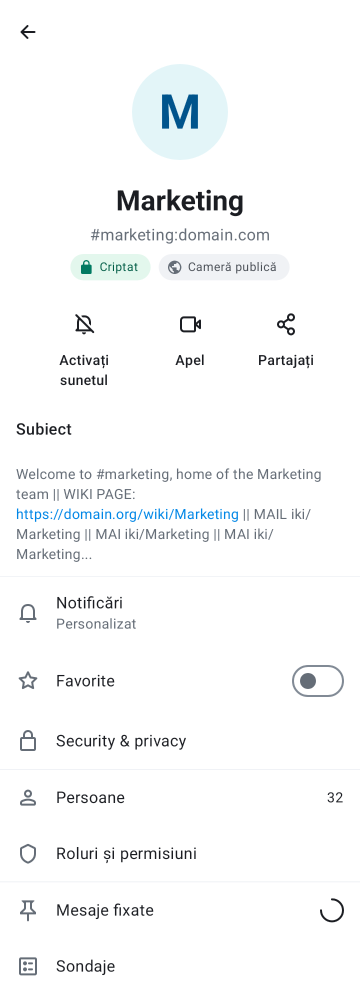 M
Marketing
#marketing:domain.com
Criptat
Cameră publică
Activați
sunetul
Apel
Partajați
Subiect
Welcome to #marketing, home of the Marketing
team || WIKI PAGE:
https://domain.org/wiki/Marketing || MAIL iki/
Marketing || MAI iki/Marketing || MAI iki/
Marketing...
Notificări
Personalizat
Favorite
Security & privacy
Persoane
32
Roluri și permisiuni
Mesaje fixate
Sondaje